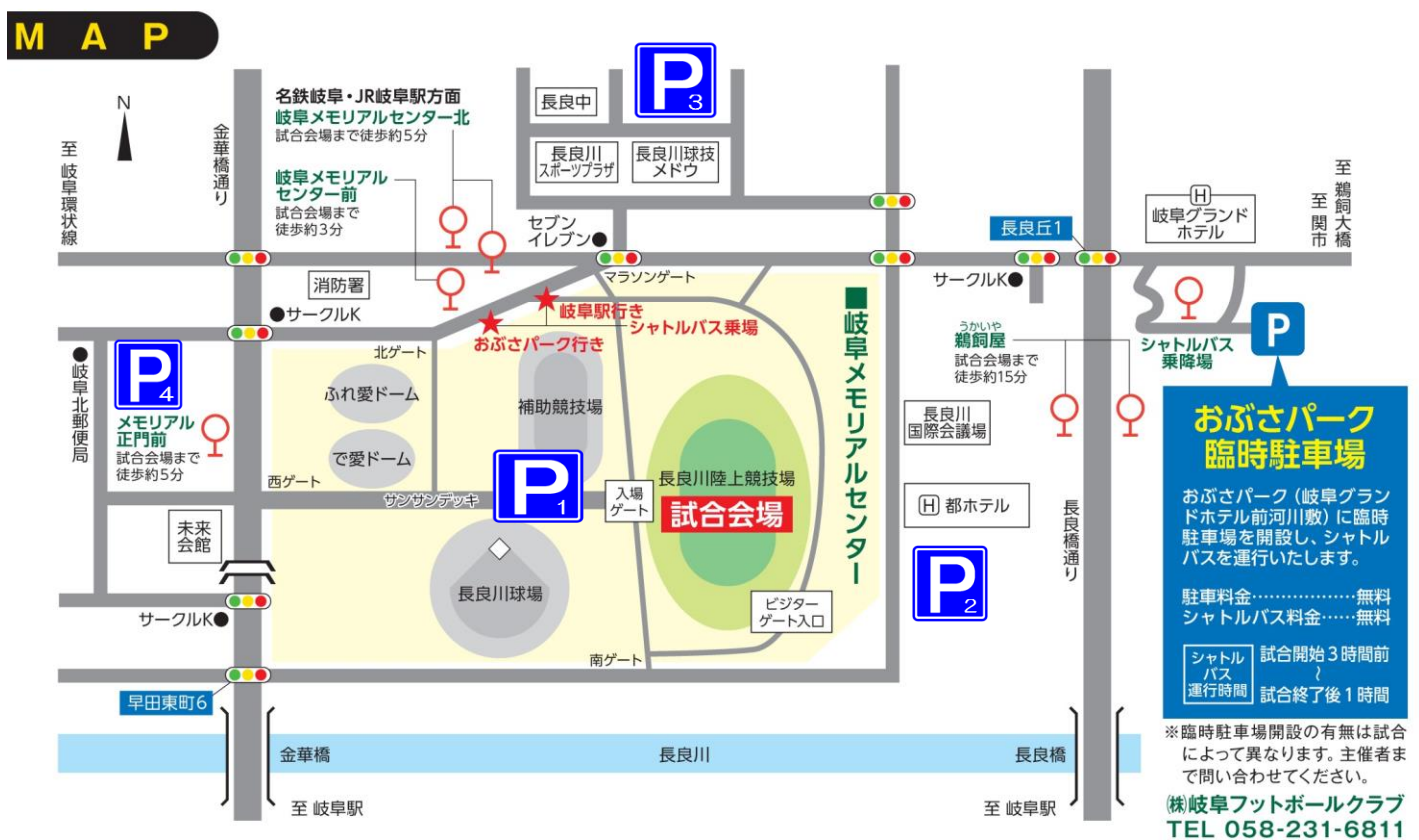 MAP
N
至 岐阜環状線
金華橋通り
名鉄岐阜・JR岐阜駅方面
岐阜メモリアルセンター北
試合会場まで徒歩約5分
岐阜メモリアル
センター前
試合会場まで
徒歩約3分
長良中
P3
長良川
スポーツプラザ
長良川球技
メドウ
セブン
イレブン●
長良丘1
H
岐阜グランド
ホテル
至 鵜飼大橋
至 関市
消防署
●サークルK
マラソンゲート
サークルK●
岐阜駅行き
シャトルバス乗場
おぶさパーク行き
■岐阜メモリアルセンター
うかいや
鵜飼屋
試合会場まで
徒歩約15分
シャトルバス
乗降場
P
●岐阜北郵便局
P4
メモリアル
正門前
試合会場まで
徒歩約5分
北ゲート
ふれ愛ドーム
で愛ドーム
西ゲート
サンサンデッキ
補助競技場
P1
入場
ゲート
長良川陸上競技場
試合会場
長良川
国際会議場
H 都ホテル
P2
長良橋通り
未来
会館
サークルK●
長良川球場
ビジター
ゲート入口
南ゲート
早田東町6
金華橋
長良川
長良橋
至 岐阜駅
至 岐阜駅
おぶさパーク
臨時駐車場
おぶさパーク（岐阜グラン
ドホテル前河川敷）に臨時
駐車場を開設し、シャトル
バスを運行いたします。
駐車料金………………無料
シャトルバス料金……無料
シャトル
バス
運行時間
試合開始3時間前
〜
試合終了後1時間
※臨時駐車場開設の有無は試合
によって異なります。主催者ま
で問い合わせてください。
㈱岐阜フットボールクラブ
TEL 058-231-6811